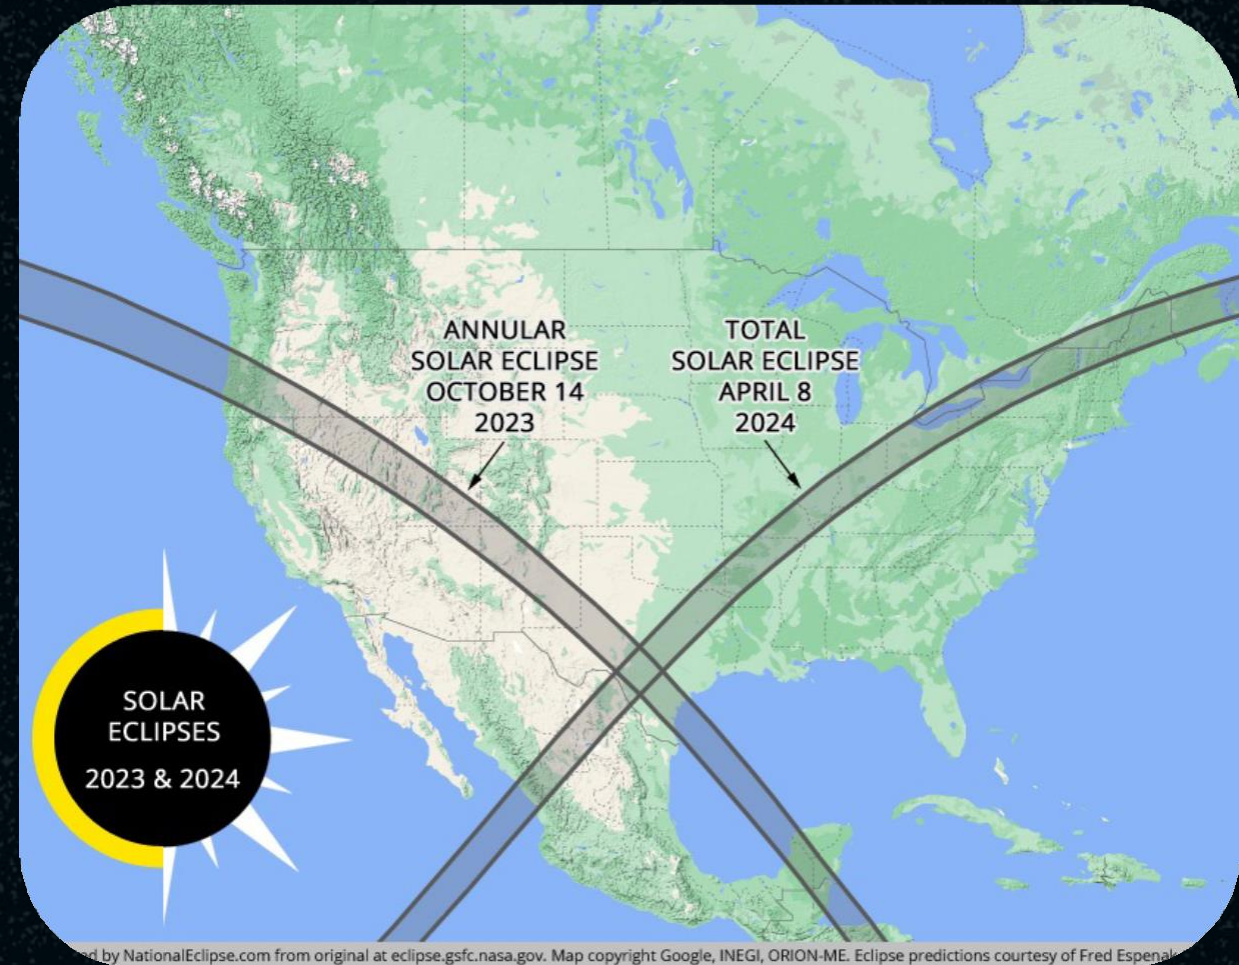 ANNULAR
SOLAR ECLIPSE
OCTOBER 14
2023
TOTAL
SOLAR ECLIPSE
APRIL 8
2024
SOLAR
ECLIPSES
2023 & 2024
by NationalEclipse.com from original at eclipse.gsfc.nasa.gov. Map copyright Google, INEGI, ORION-ME. Eclipse predictions courtesy of Fred